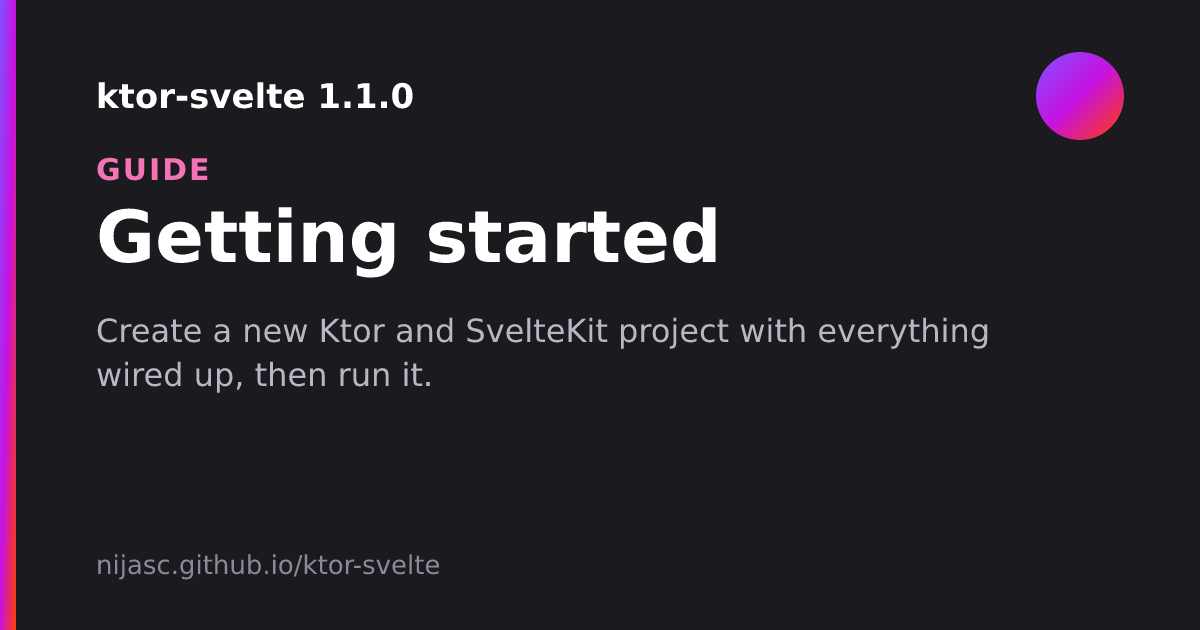 ktor-svelte 1.1.0
GUIDE
Getting started
Create a new Ktor and SvelteKit project with everything
wired up, then run it.
nijasc.github.io/ktor-svelte